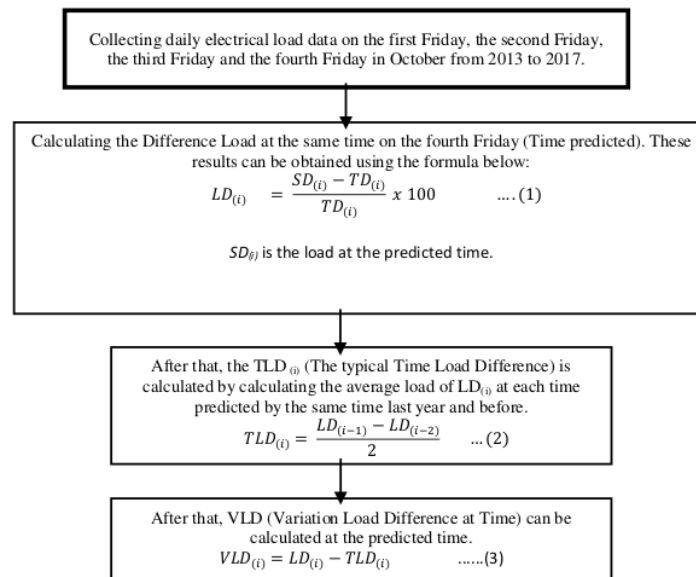 Collecting daily electrical load data on the first Friday, the second Friday,
the third Friday and the fourth Friday in October from 2013 to 2017.
Calculating the Difference Load at the same time on the fourth Friday (Time predicted). These
results can be obtained using the formula below:
LD(i) = (SD(i) − TD(i)) / TD(i) x 100 ....(1)
SD(i) is the load at the predicted time.
After that, the TLD (i) (The typical Time Load Difference) is
calculated by calculating the average load of LD(i) at each time
predicted by the same time last year and before.
TLD(i) = (LD(i−1) − LD(i−2)) / 2 ...(2)
After that, VLD (Variation Load Difference at Time) can be
calculated at the predicted time.
VLD(i) = LD(i) − TLD(i) ......(3)